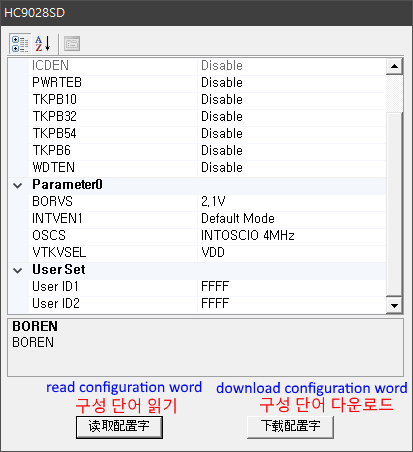 HC9028SD
ICDEN Disable
PWRTEB Disable
TKPB10 Disable
TKPB32 Disable
TKPB54 Disable
TKPB6 Disable
WDTEN Disable
Parameter0
BORVS 2.1V
INTVEN1 Default Mode
OSCS INTOSCIO 4MHz
VTKVSEL VDD
User Set
User ID1 FFFF
User ID2 FFFF
BOREN
BOREN
read configuration word download configuration word
구성 단어 읽기 구성 단어 다운로드
读取配置字 下载配置字